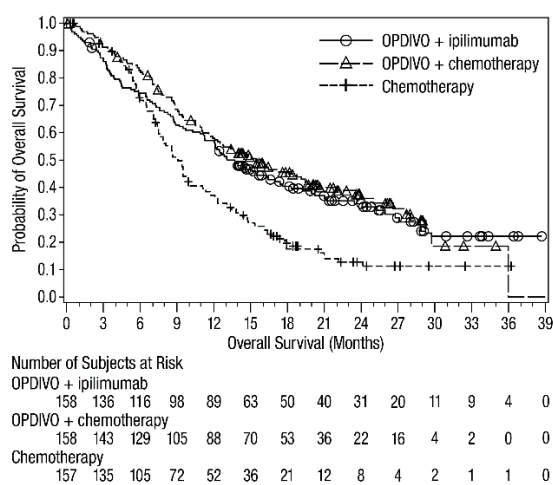 1.0
0.9
0.8
0.7
0.6
0.5
0.4
0.3
0.2
0.1
0.0
Probability of Overall Survival
OPDIVO + ipilimumab
OPDIVO + chemotherapy
Chemotherapy
0 3 6 9 12 15 18 21 24 27 30 33 36 39
Overall Survival (Months)
Number of Subjects at Risk
OPDIVO + ipilimumab
158 136 116 98 89 63 50 40 31 20 11 9 4 0
OPDIVO + chemotherapy
158 143 129 105 88 70 53 36 22 16 4 2 0 0
Chemotherapy
157 135 105 72 52 36 21 12 8 4 2 1 1 0